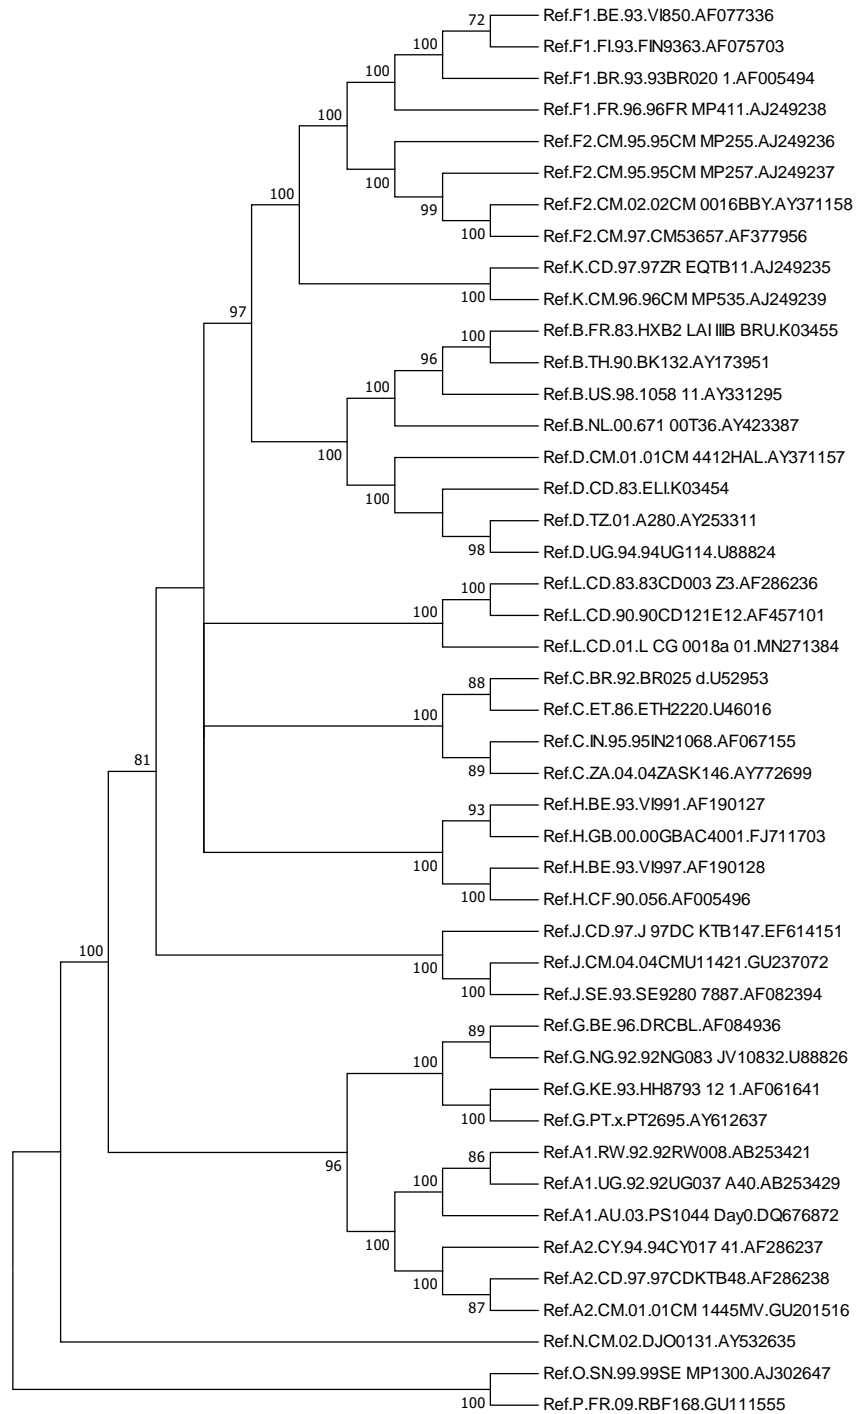 72
Ref.F1.BE.93.VI850.AF077336
100
Ref.F1.FI.93.FIN9363.AF075703
100
Ref.F1.BR.93.93BR020 1.AF005494
100
Ref.F1.FR.96.96FR MP411.AJ249238
Ref.F2.CM.95.95CM MP255.AJ249236
100
Ref.F2.CM.95.95CM MP257.AJ249237
100
99
Ref.F2.CM.02.02CM 0016BBY.AY371158
100
Ref.F2.CM.97.CM53657.AF377956
Ref.K.CD.97.97ZR EQTB11.AJ249235
100
Ref.K.CM.96.96CM MP535.AJ249239
97
100
Ref.B.FR.83.HXB2 LAI IIIB BRU.K03455
96
Ref.B.TH.90.BK132.AY173951
100
Ref.B.US.98.1058 11.AY331295
Ref.B.NL.00.671 00T36.AY423387
100
Ref.D.CM.01.01CM 4412HAL.AY371157
100
Ref.D.CD.83.ELI.K03454
Ref.D.TZ.01.A280.AY253311
98
Ref.D.UG.94.94UG114.U88824
100
Ref.L.CD.83.83CD003 Z3.AF286236
100
Ref.L.CD.90.90CD121E12.AF457101
Ref.L.CD.01.L CG 0018a 01.MN271384
88
Ref.C.BR.92.BR025 d.U52953
100
Ref.C.ET.86.ETH2220.U46016
Ref.C.IN.95.95IN21068.AF067155
81
89
Ref.C.ZA.04.04ZASK146.AY772699
93
Ref.H.BE.93.VI991.AF190127
Ref.H.GB.00.00GBAC4001.FJ711703
100
Ref.H.BE.93.VI997.AF190128
100
Ref.H.CF.90.056.AF005496
100
Ref.J.CD.97.J 97DC KTB147.EF614151
100
Ref.J.CM.04.04CMU11421.GU237072
100
Ref.J.SE.93.SE9280 7887.AF082394
89
Ref.G.BE.96.DRCBL.AF084936
100
Ref.G.NG.92.92NG083 JV10832.U88826
Ref.G.KE.93.HH8793 12 1.AF061641
100
Ref.G.PT.x.PT2695.AY612637
96
86
Ref.A1.RW.92.92RW008.AB253421
100
Ref.A1.UG.92.92UG037 A40.AB253429
Ref.A1.AU.03.PS1044 Day0.DQ676872
100
Ref.A2.CY.94.94CY017 41.AF286237
100
Ref.A2.CD.97.97CDKTB48.AF286238
87
Ref.A2.CM.01.01CM 1445MV.GU201516
Ref.N.CM.02.DJO0131.AY532635
Ref.O.SN.99.99SE MP1300.AJ302647
100
Ref.P.FR.09.RBF168.GU111555